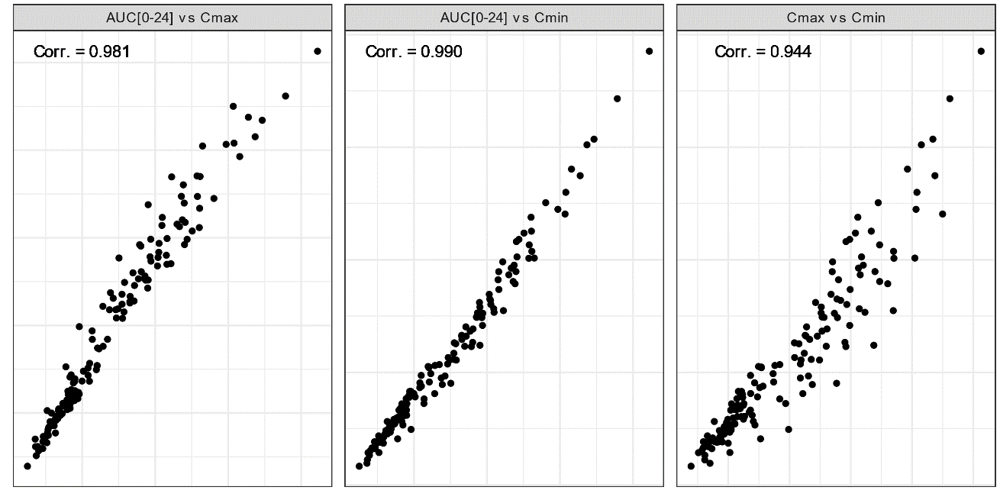 AUC[0-24] vs Cmax
Corr. = 0.981
AUC[0-24] vs Cmin
Corr. = 0.990
Cmax vs Cmin
Corr. = 0.944